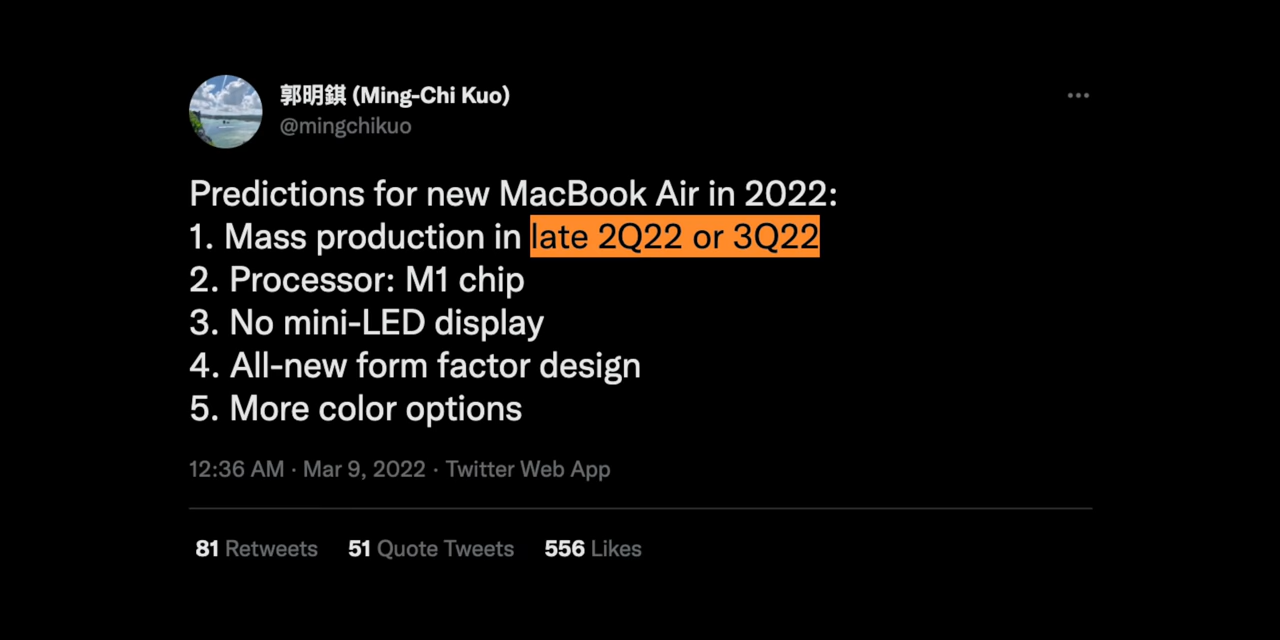 郭明錤 (Ming-Chi Kuo)
@mingchikuo
Predictions for new MacBook Air in 2022:
1. Mass production in late 2Q22 or 3Q22
2. Processor: M1 chip
3. No mini-LED display
4. All-new form factor design
5. More color options
12:36 AM · Mar 9, 2022 · Twitter Web App
81 Retweets 51 Quote Tweets 556 Likes